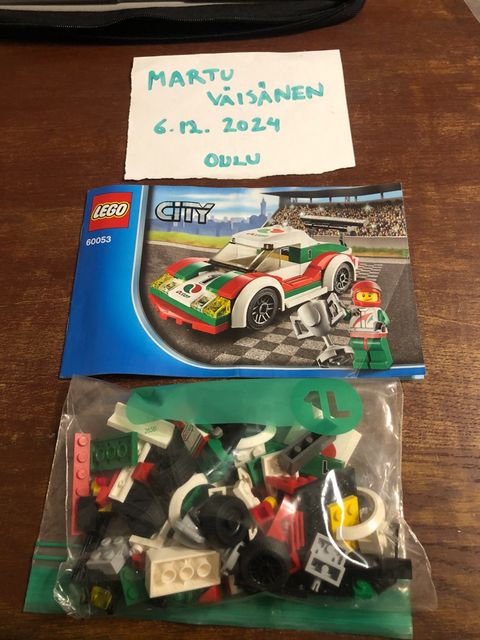 MARTU
VÄISÄNEN
6.12. 2024
OULU
LEGO
CITY
60053
1L